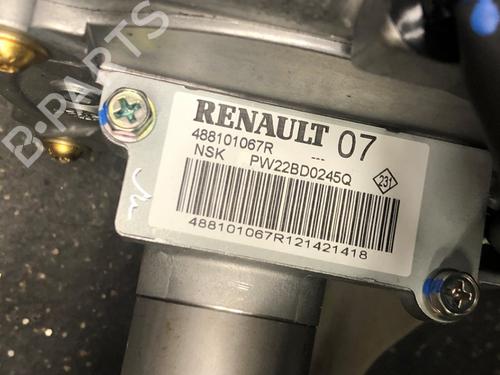 B-PARTS
RENAULT 07
488101067R ---
NSK PW22BD0245Q 231
488101067R121421418